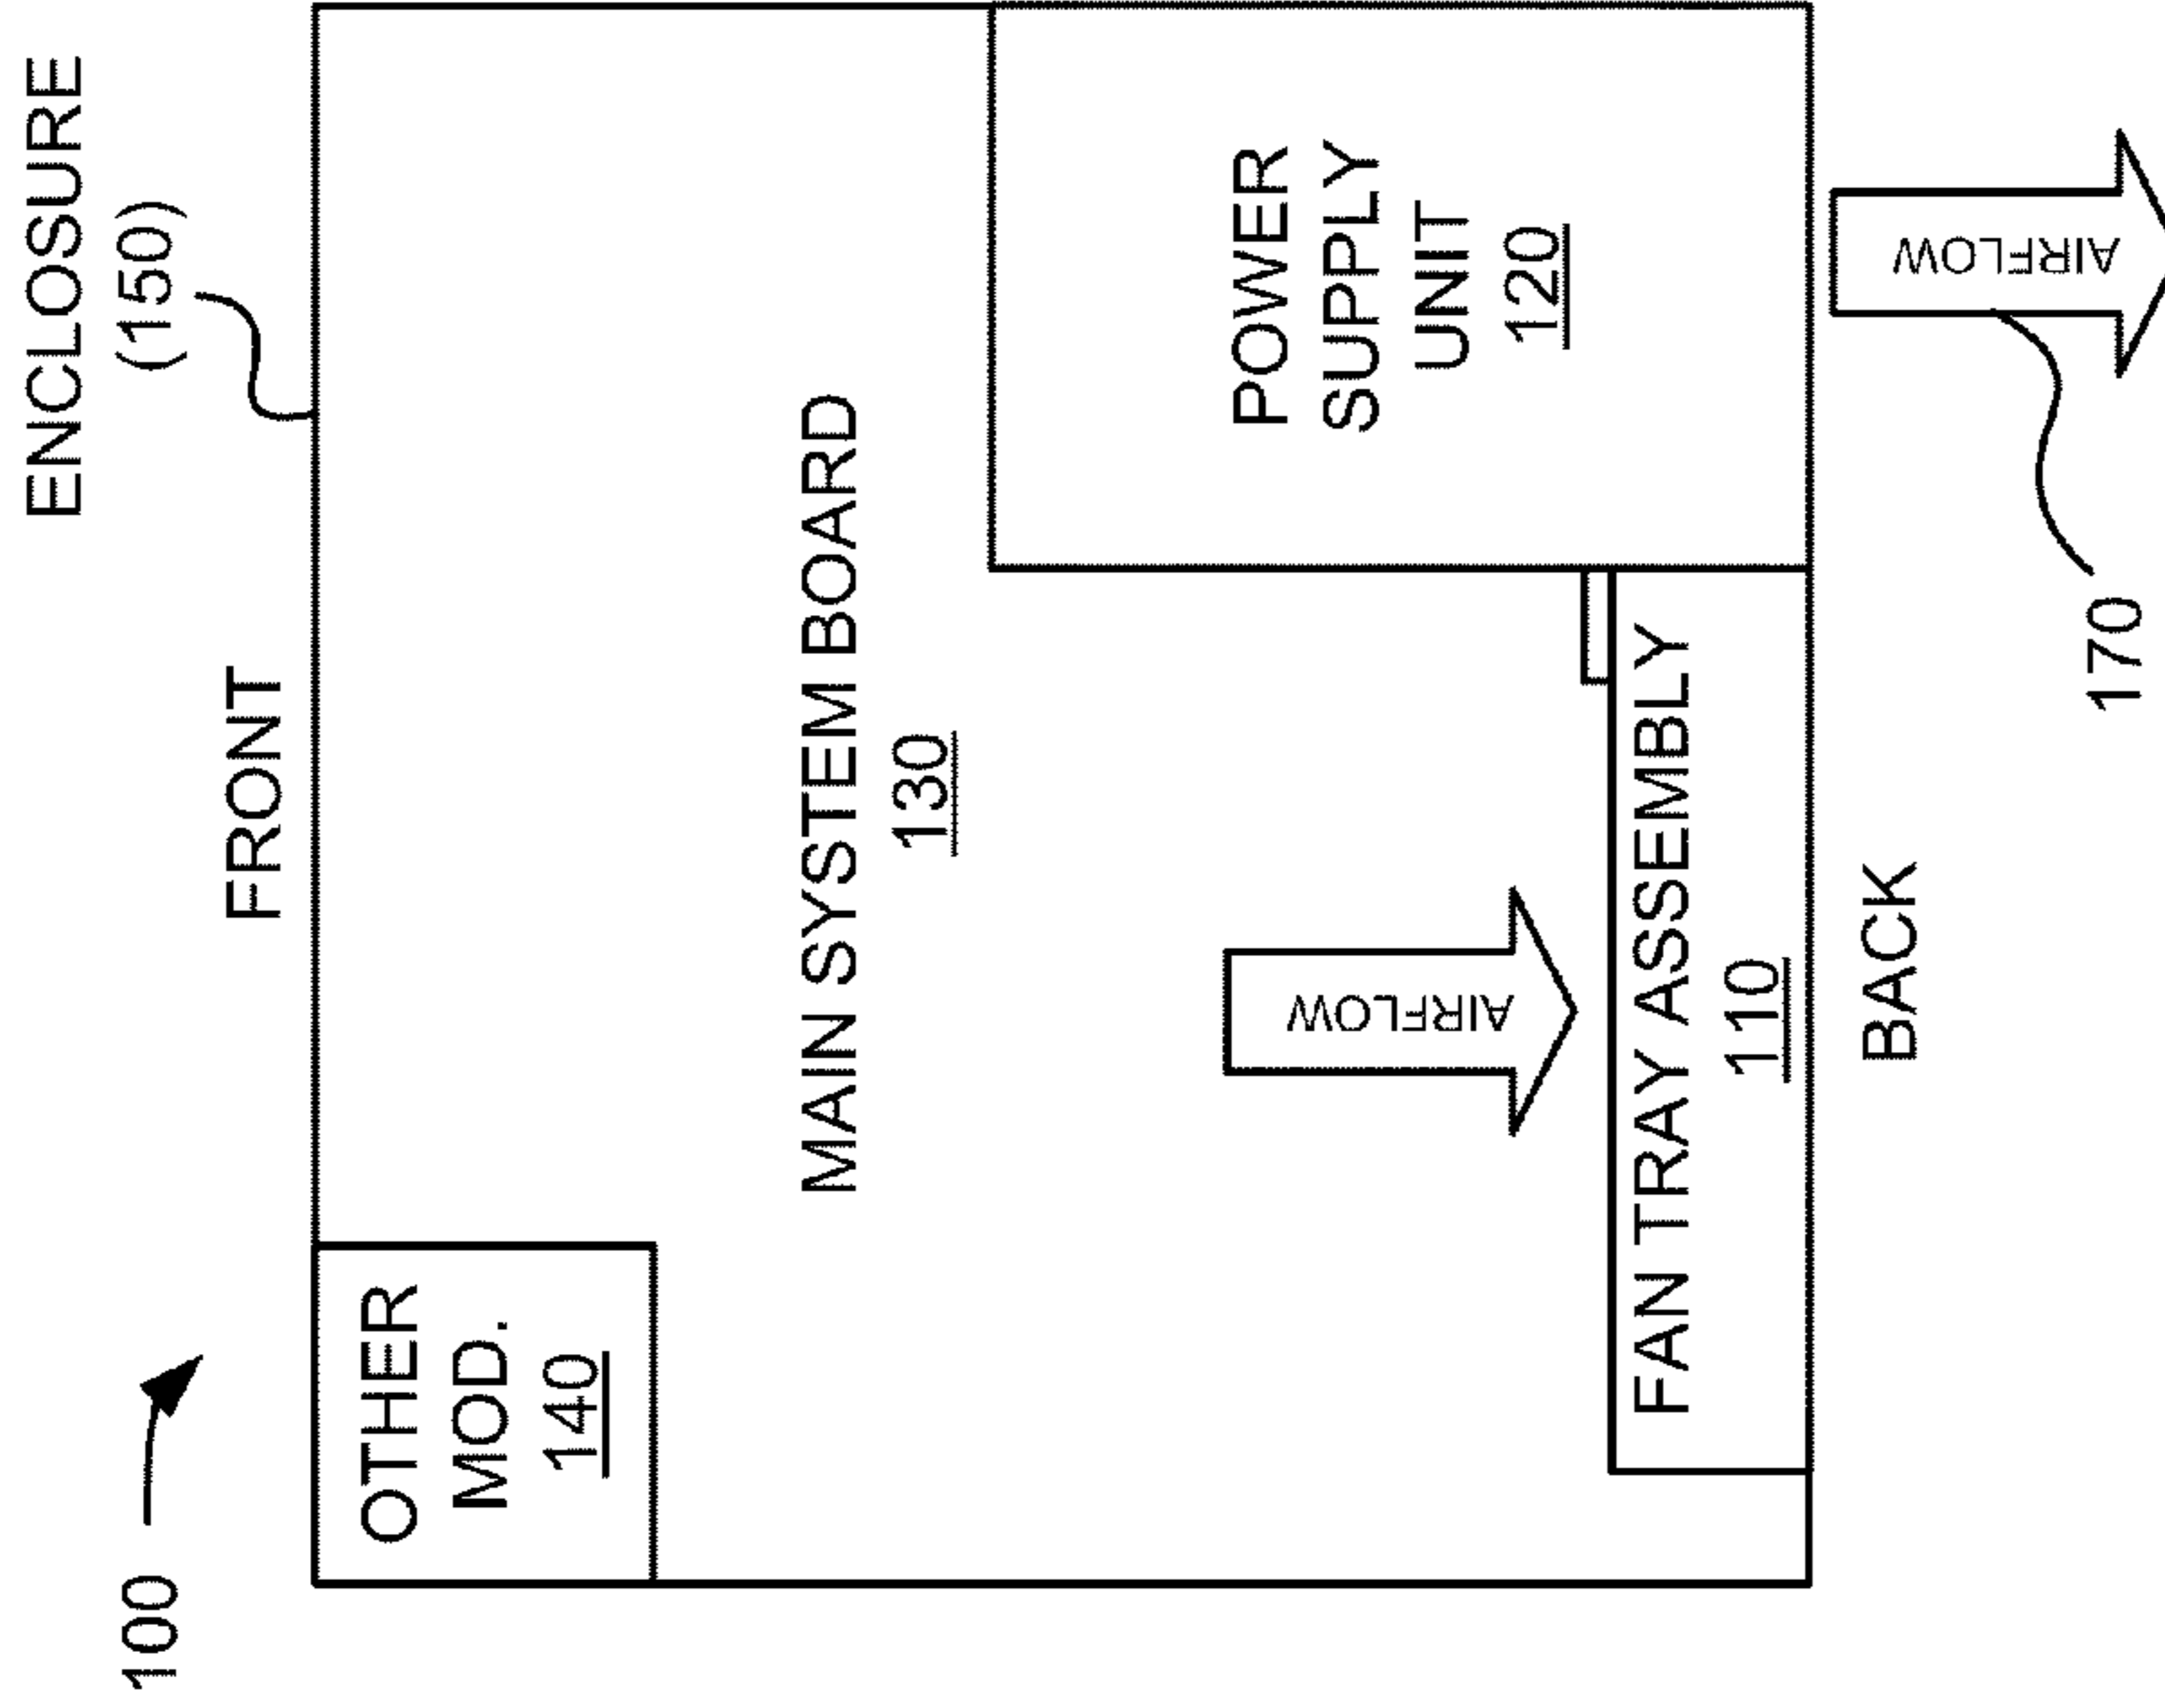 100
ENCLOSURE
(150)
FRONT
OTHER
MOD.
140
MAIN SYSTEM BOARD
130
POWER
SUPPLY
UNIT
120
AIRFLOW
FAN TRAY ASSEMBLY
110
BACK
AIRFLOW
170